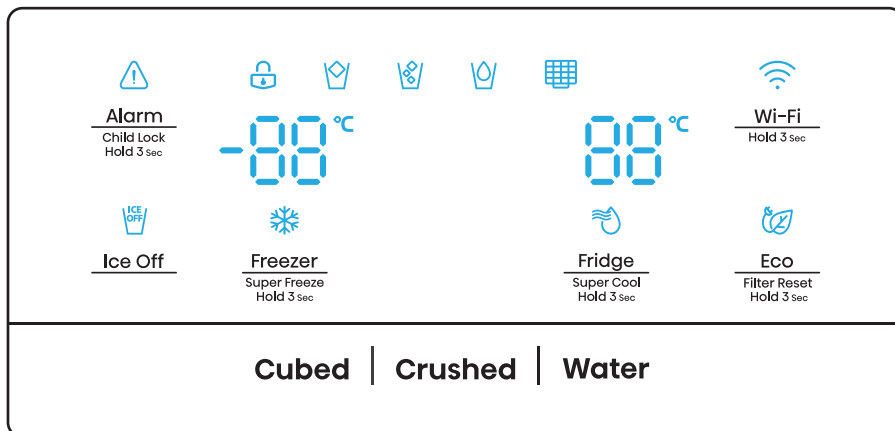 Alarm
Child Lock
Hold 3 Sec
-88 °C
88 °C
Wi-Fi
Hold 3 Sec
ICE
OFF
Ice Off
Freezer
Super Freeze
Hold 3 Sec
Fridge
Super Cool
Hold 3 Sec
Eco
Filter Reset
Hold 3 Sec
Cubed | Crushed | Water